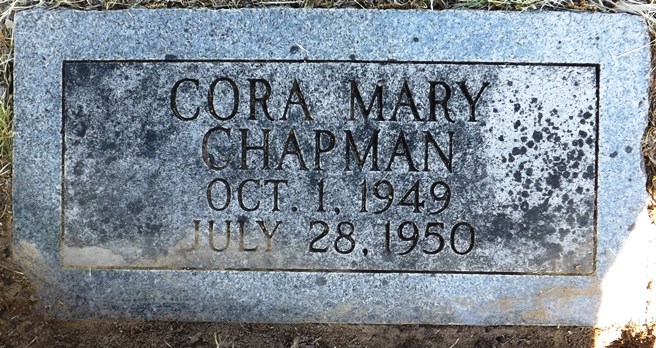 CORA MARY
CHAPMAN
OCT. 1, 1949
JULY 28, 1950